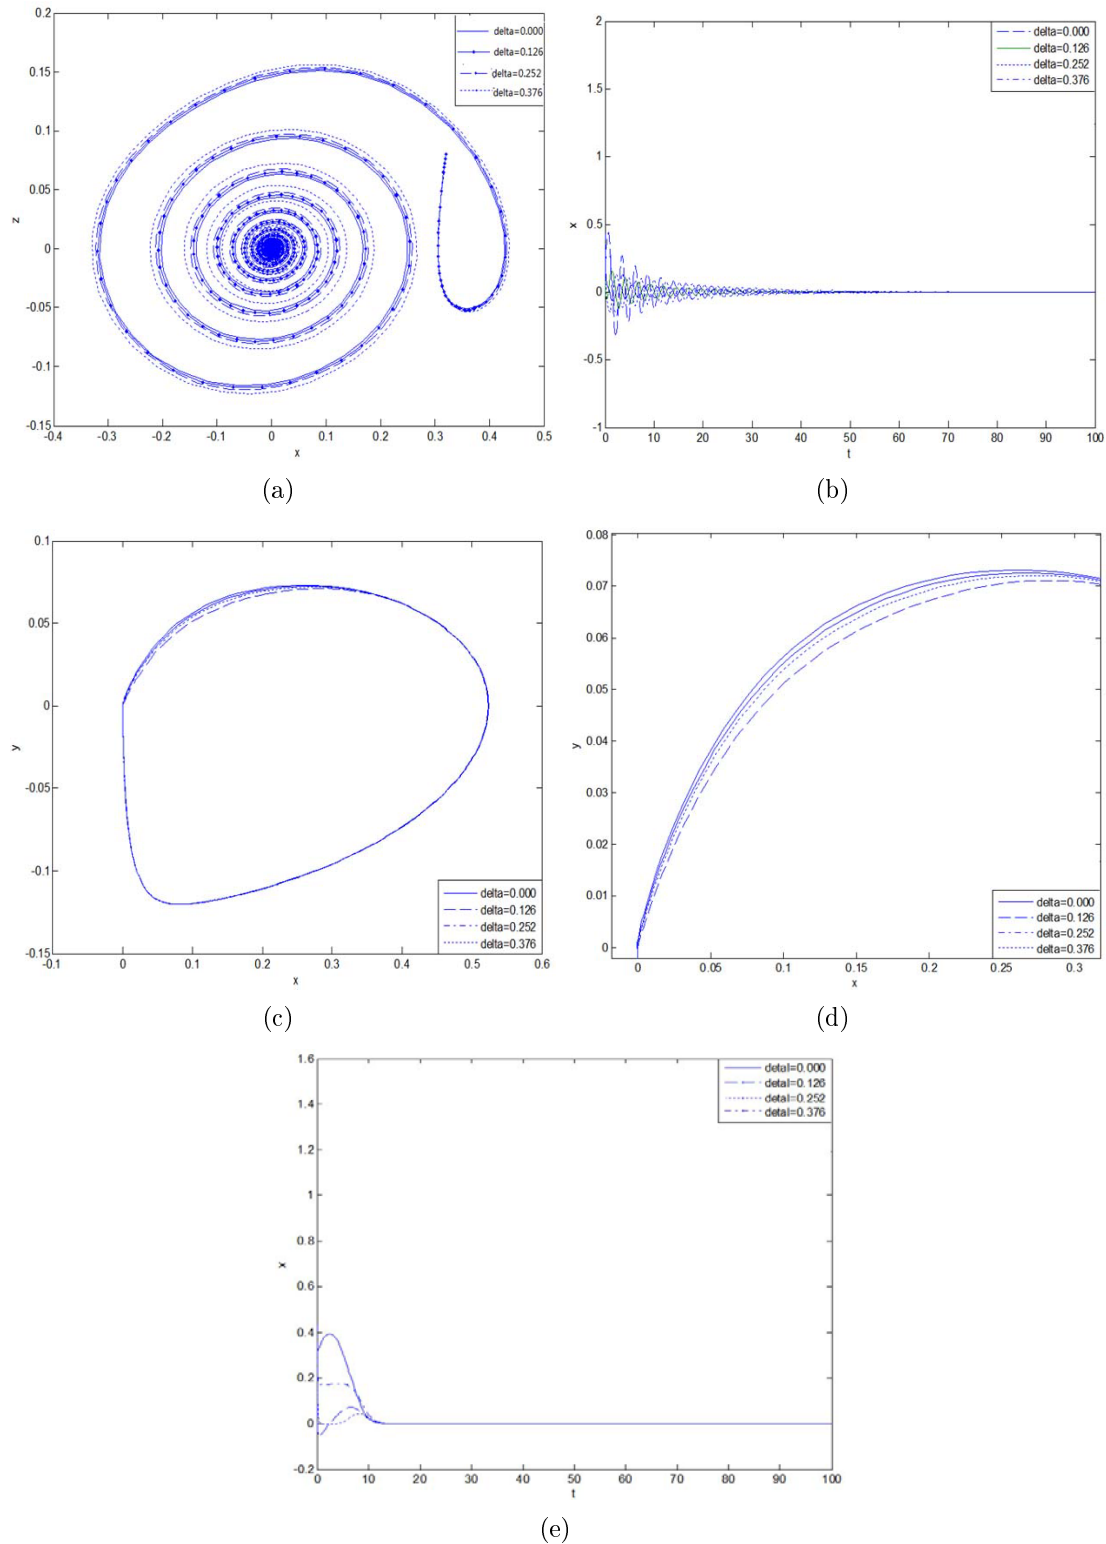 0.2
0.15
0.1
0.05
0
-0.05
-0.1
-0.15
z
-0.4 -0.3 -0.2 -0.1 0 0.1 0.2 0.3 0.4 0.5
x
delta=0.000
delta=0.126
delta=0.252
delta=0.376
(a)
2
1.5
1
0.5
0
-0.5
-1
x
0 10 20 30 40 50 60 70 80 90 100
t
delta=0.000
delta=0.126
delta=0.252
delta=0.376
(b)
0.1
0.05
0
-0.05
-0.1
-0.15
y
-0.1 0 0.1 0.2 0.3 0.4 0.5 0.6
x
delta=0.000
delta=0.126
delta=0.252
delta=0.376
(c)
0.08
0.07
0.06
0.05
0.04
0.03
0.02
0.01
0
y
0 0.05 0.1 0.15 0.2 0.25 0.3
x
delta=0.000
delta=0.126
delta=0.252
delta=0.376
(d)
1.6
1.4
1.2
1
0.8
0.6
0.4
0.2
0
-0.2
x
0 10 20 30 40 50 60 70 80 90 100
t
detal=0.000
detal=0.126
detal=0.252
detal=0.376
(e)